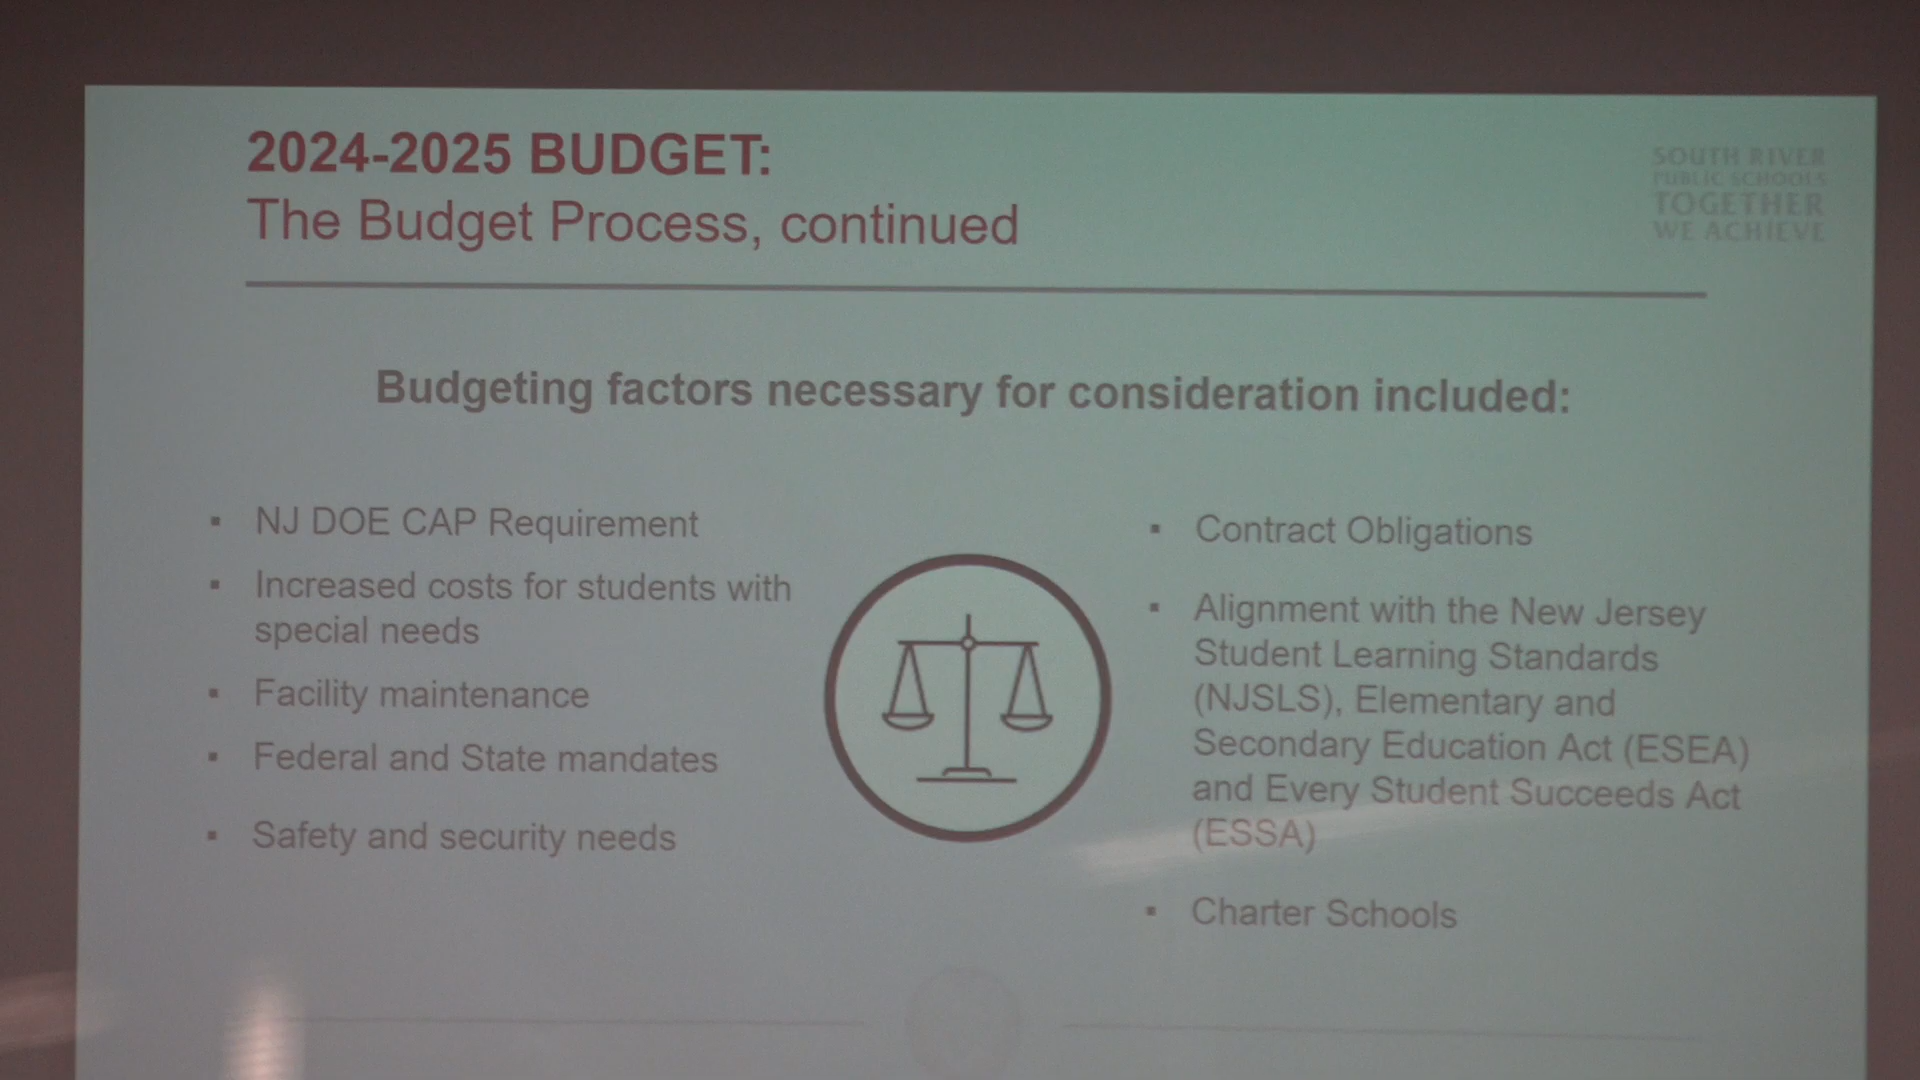 2024-2025 BUDGET:
The Budget Process, continued
SOUTH RIVER
PUBLIC SCHOOLS
TOGETHER
WE ACHIEVE
Budgeting factors necessary for consideration included:
▪ NJ DOE CAP Requirement
▪ Increased costs for students with
special needs
▪ Facility maintenance
▪ Federal and State mandates
▪ Safety and security needs
▪ Contract Obligations
▪ Alignment with the New Jersey
Student Learning Standards
(NJSLS), Elementary and
Secondary Education Act (ESEA)
and Every Student Succeeds Act
(ESSA)
▪ Charter Schools